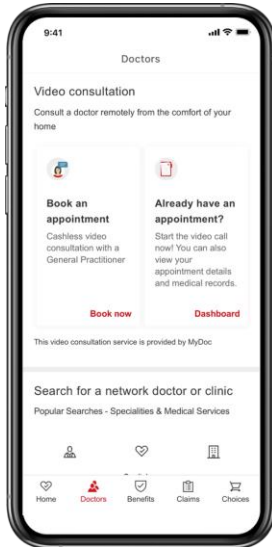 9:41
Doctors
Video consultation
Consult a doctor remotely from the comfort of your
home
Book an
appointment
Cashless video
consultation with a
General Practitioner
Book now
Already have an
appointment?
Start the video call
now! You can also
view your
appointment details
and medical records.
Dashboard
This video consultation service is provided by MyDoc
Search for a network doctor or clinic
Popular Searches - Specialities & Medical Services
Home
Doctors
Benefits
Claims
Choices